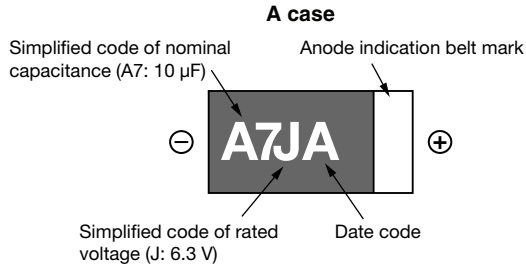 A case
Simplified code of nominal
capacitance (A7: 10 µF)
Anode indication belt mark
⊖ A7JA ⊕
Simplified code of rated
voltage (J: 6.3 V)
Date code